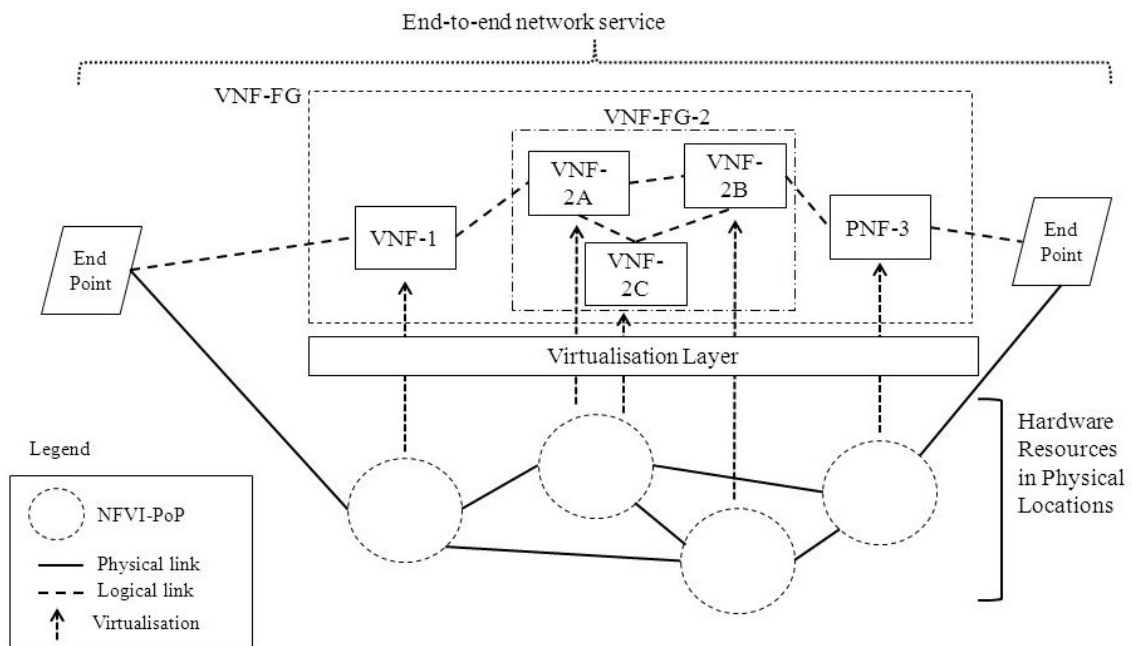 End-to-end network service
VNF-FG
VNF-FG-2
VNF-
2A
VNF-
2B
VNF-1
VNF-
2C
PNF-3
End
Point
End
Point
Virtualisation Layer
Hardware
Resources
in Physical
Locations
Legend
NFVI-PoP
Physical link
Logical link
Virtualisation